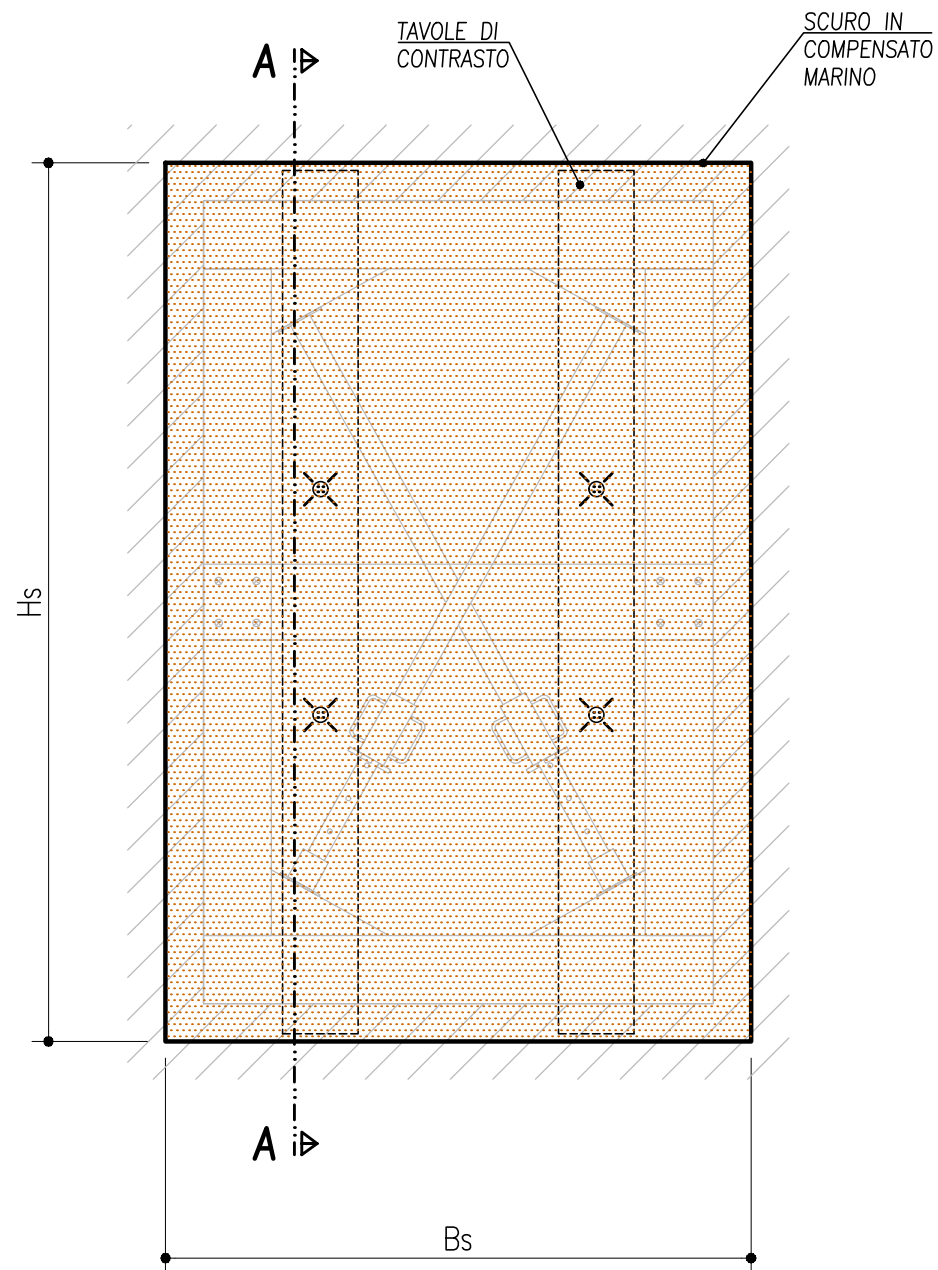 SCURO IN
COMPENSATO
MARINO
TAVOLE DI
CONTRASTO
A
Hs
A
Bs